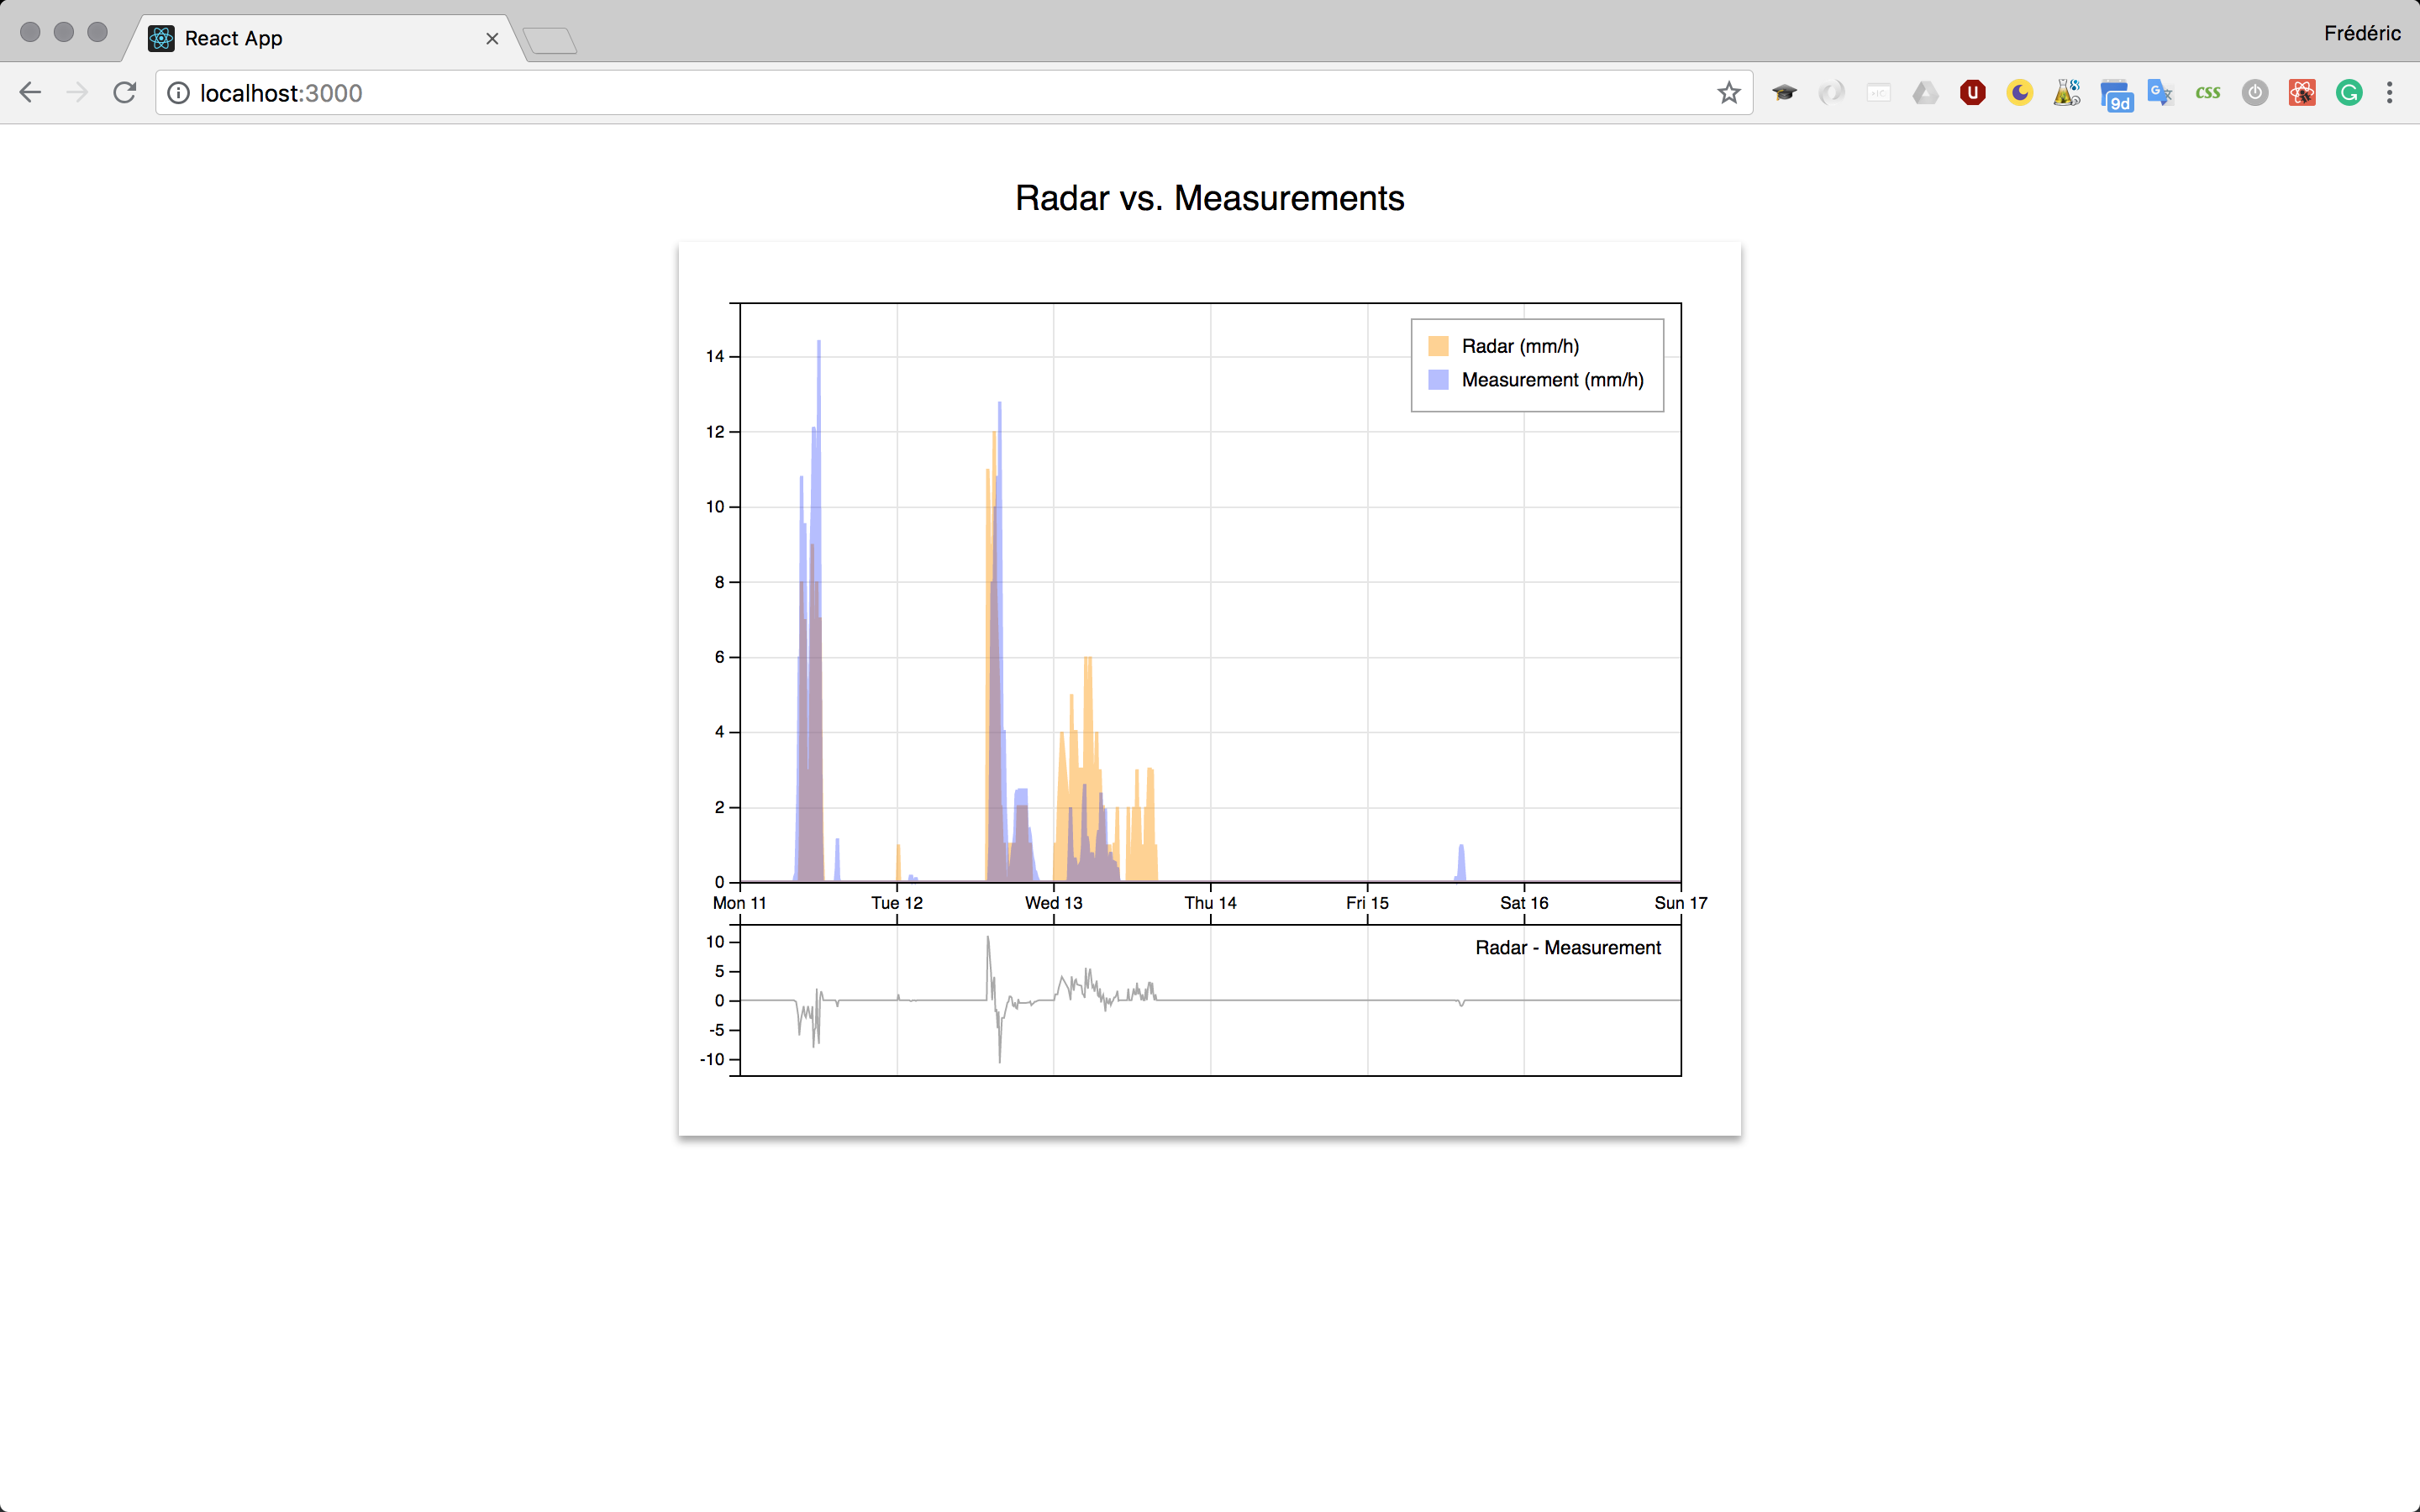 React App
Frédéric
localhost:3000
9d
css
Radar vs. Measurements
Radar (mm/h)
Measurement (mm/h)
14
12
10
8
6
4
2
0
Mon 11 Tue 12 Wed 13 Thu 14 Fri 15 Sat 16 Sun 17
Radar - Measurement
10
5
0
-5
-10